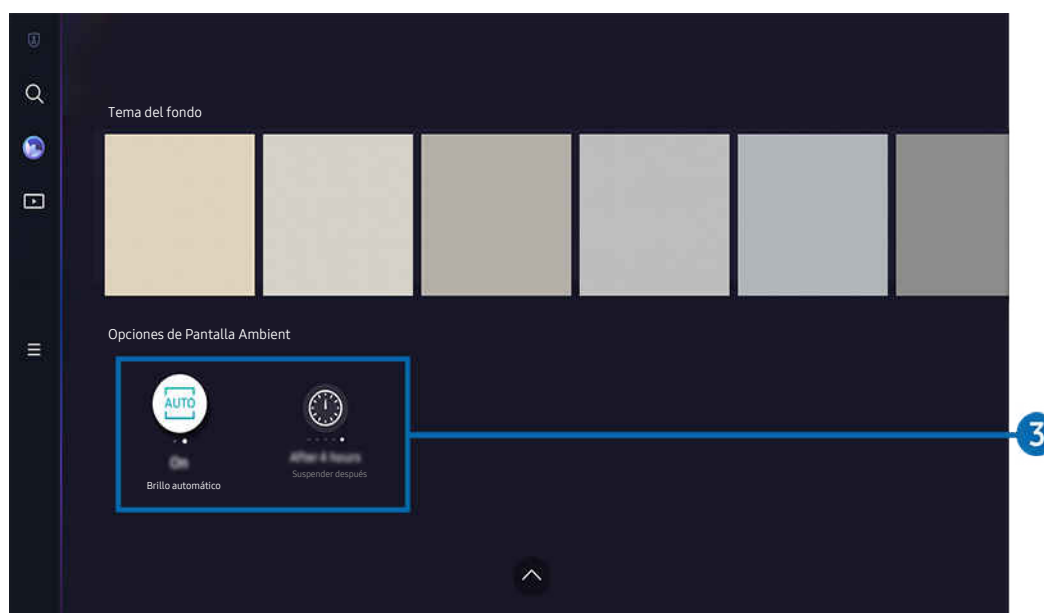 Tema del fondo
Opciones de Pantalla Ambient
AUTO
On
After 4 hours
Brillo automático
Suspender después
3